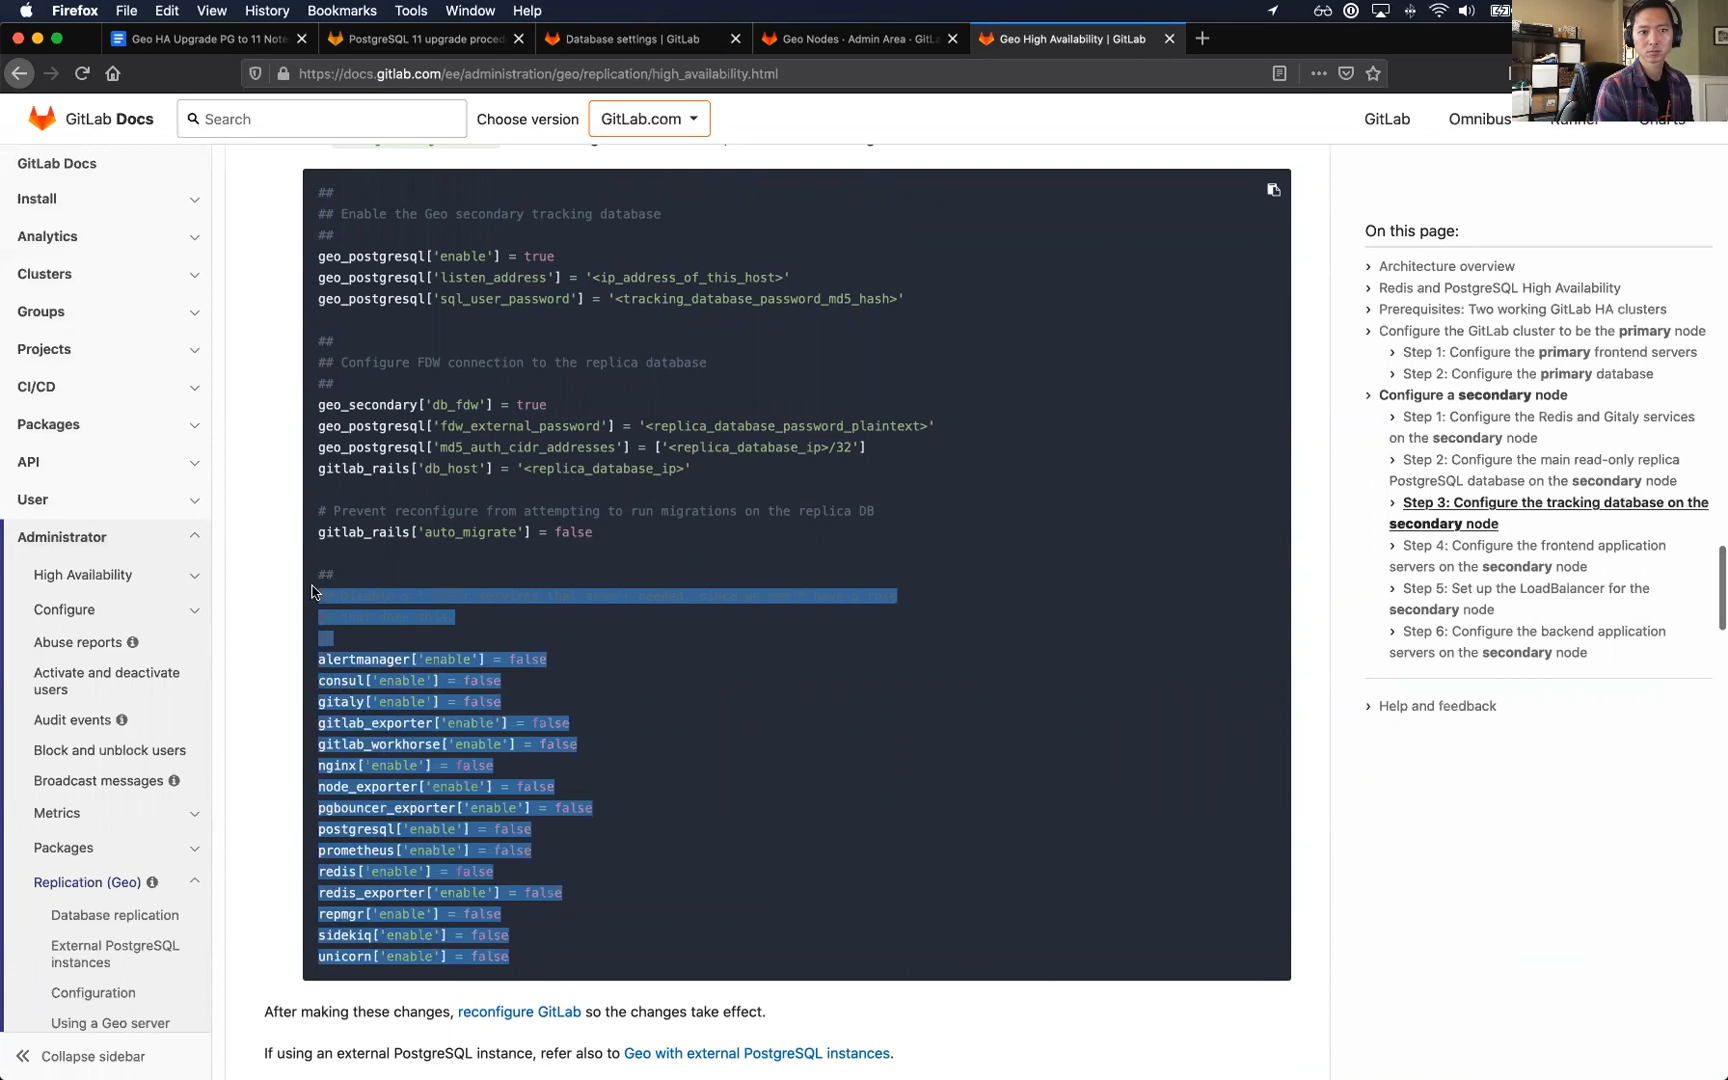 Firefox File Edit View History Bookmarks Tools Window Help
Geo HA Upgrade PG to 11 Notes
PostgreSQL 11 upgrade proced
Database settings | GitLab
Geo Nodes · Admin Area · GitLa
Geo High Availability | GitLab
https://docs.gitlab.com/ee/administration/geo/replication/high_availability.html
GitLab Docs
Search
Choose version
GitLab.com
GitLab
Omnibus
GitLab Docs
Install
Analytics
Clusters
Groups
Projects
CI/CD
Packages
API
User
Administrator
High Availability
Configure
Abuse reports
Activate and deactivate
users
Audit events
Block and unblock users
Broadcast messages
Metrics
Packages
Replication (Geo)
Database replication
External PostgreSQL
instances
Configuration
Using a Geo server
Collapse sidebar
##
## Enable the Geo secondary tracking database
##
geo_postgresql['enable'] = true
geo_postgresql['listen_address'] = '<ip_address_of_this_host>'
geo_postgresql['sql_user_password'] = '<tracking_database_password_md5_hash>'
##
## Configure FDW connection to the replica database
##
geo_secondary['db_fdw'] = true
geo_postgresql['fdw_external_password'] = '<replica_database_password_plaintext>'
geo_postgresql['md5_auth_cidr_addresses'] = ['<replica_database_ip>/32']
gitlab_rails['db_host'] = '<replica_database_ip>'
# Prevent reconfigure from attempting to run migrations on the replica DB
gitlab_rails['auto_migrate'] = false
##
services that aren't needed, since we don't have a role
alertmanager['enable'] = false
consul['enable'] = false
gitaly['enable'] = false
gitlab_exporter['enable'] = false
gitlab_workhorse['enable'] = false
nginx['enable'] = false
node_exporter['enable'] = false
pgbouncer_exporter['enable'] = false
postgresql['enable'] = false
prometheus['enable'] = false
redis['enable'] = false
redis_exporter['enable'] = false
repmgr['enable'] = false
sidekiq['enable'] = false
unicorn['enable'] = false
After making these changes, reconfigure GitLab so the changes take effect.
If using an external PostgreSQL instance, refer also to Geo with external PostgreSQL instances.
On this page:
Architecture overview
Redis and PostgreSQL High Availability
Prerequisites: Two working GitLab HA clusters
Configure the GitLab cluster to be the primary node
Step 1: Configure the primary frontend servers
Step 2: Configure the primary database
Configure a secondary node
Step 1: Configure the Redis and Gitaly services
on the secondary node
Step 2: Configure the main read-only replica
PostgreSQL database on the secondary node
Step 3: Configure the tracking database on the
secondary node
Step 4: Configure the frontend application
servers on the secondary node
Step 5: Set up the LoadBalancer for the
secondary node
Step 6: Configure the backend application
servers on the secondary node
Help and feedback